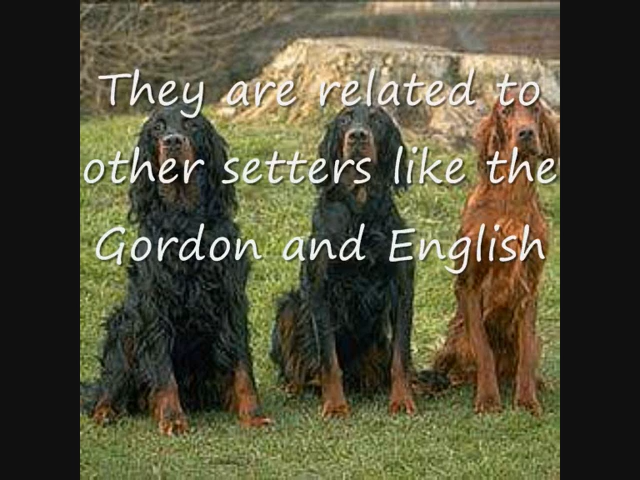 They are related to
other setters like the
Gordon and English